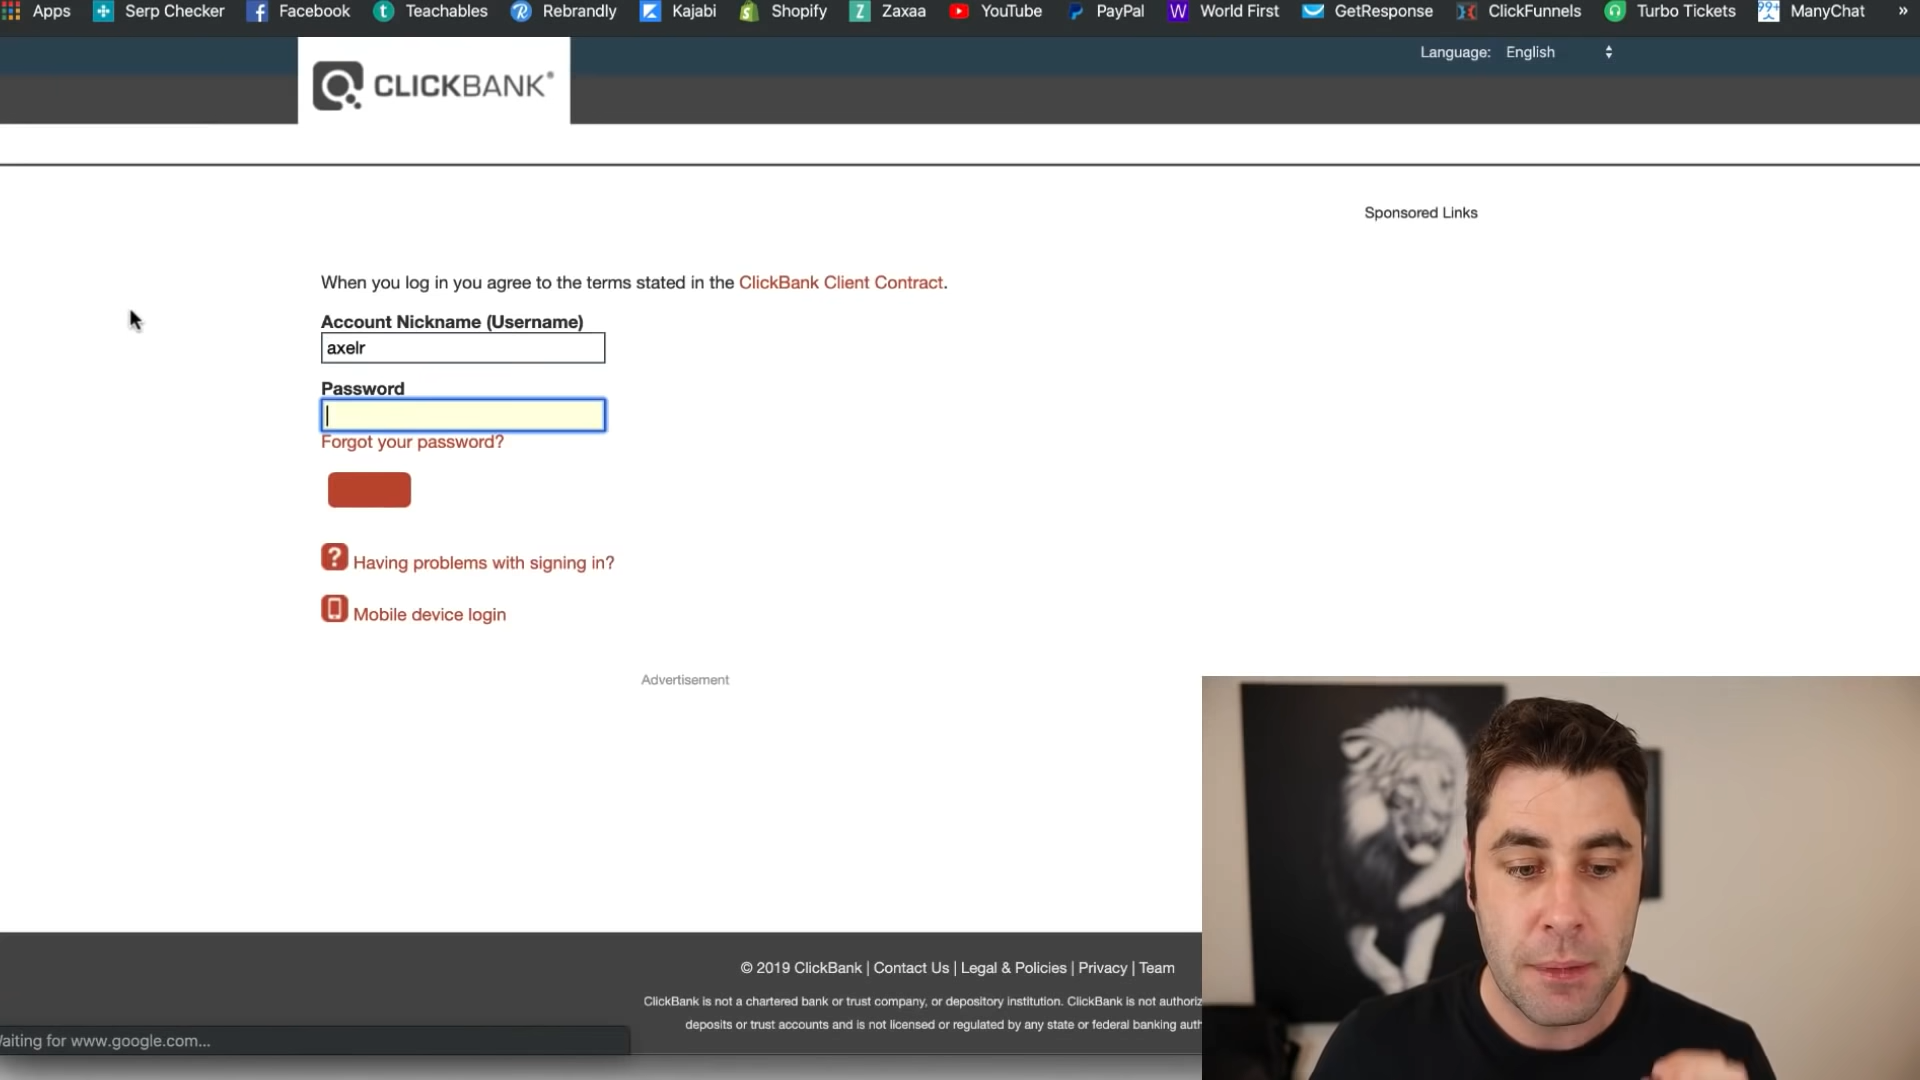 Apps Serp Checker Facebook Teachables Rebrandly Kajabi Shopify Zaxaa YouTube PayPal World First GetResponse ClickFunnels Turbo Tickets 99+ ManyChat »
Language: English
CLICKBANK®
Sponsored Links
When you log in you agree to the terms stated in the ClickBank Client Contract.
Account Nickname (Username)
axelr
Password
Forgot your password?
Having problems with signing in?
Mobile device login
Advertisement
© 2019 ClickBank | Contact Us | Legal & Policies | Privacy | Team
ClickBank is not a chartered bank or trust company, or depository institution. ClickBank is not authoriz
deposits or trust accounts and is not licensed or regulated by any state or federal banking auth
aiting for www.google.com...